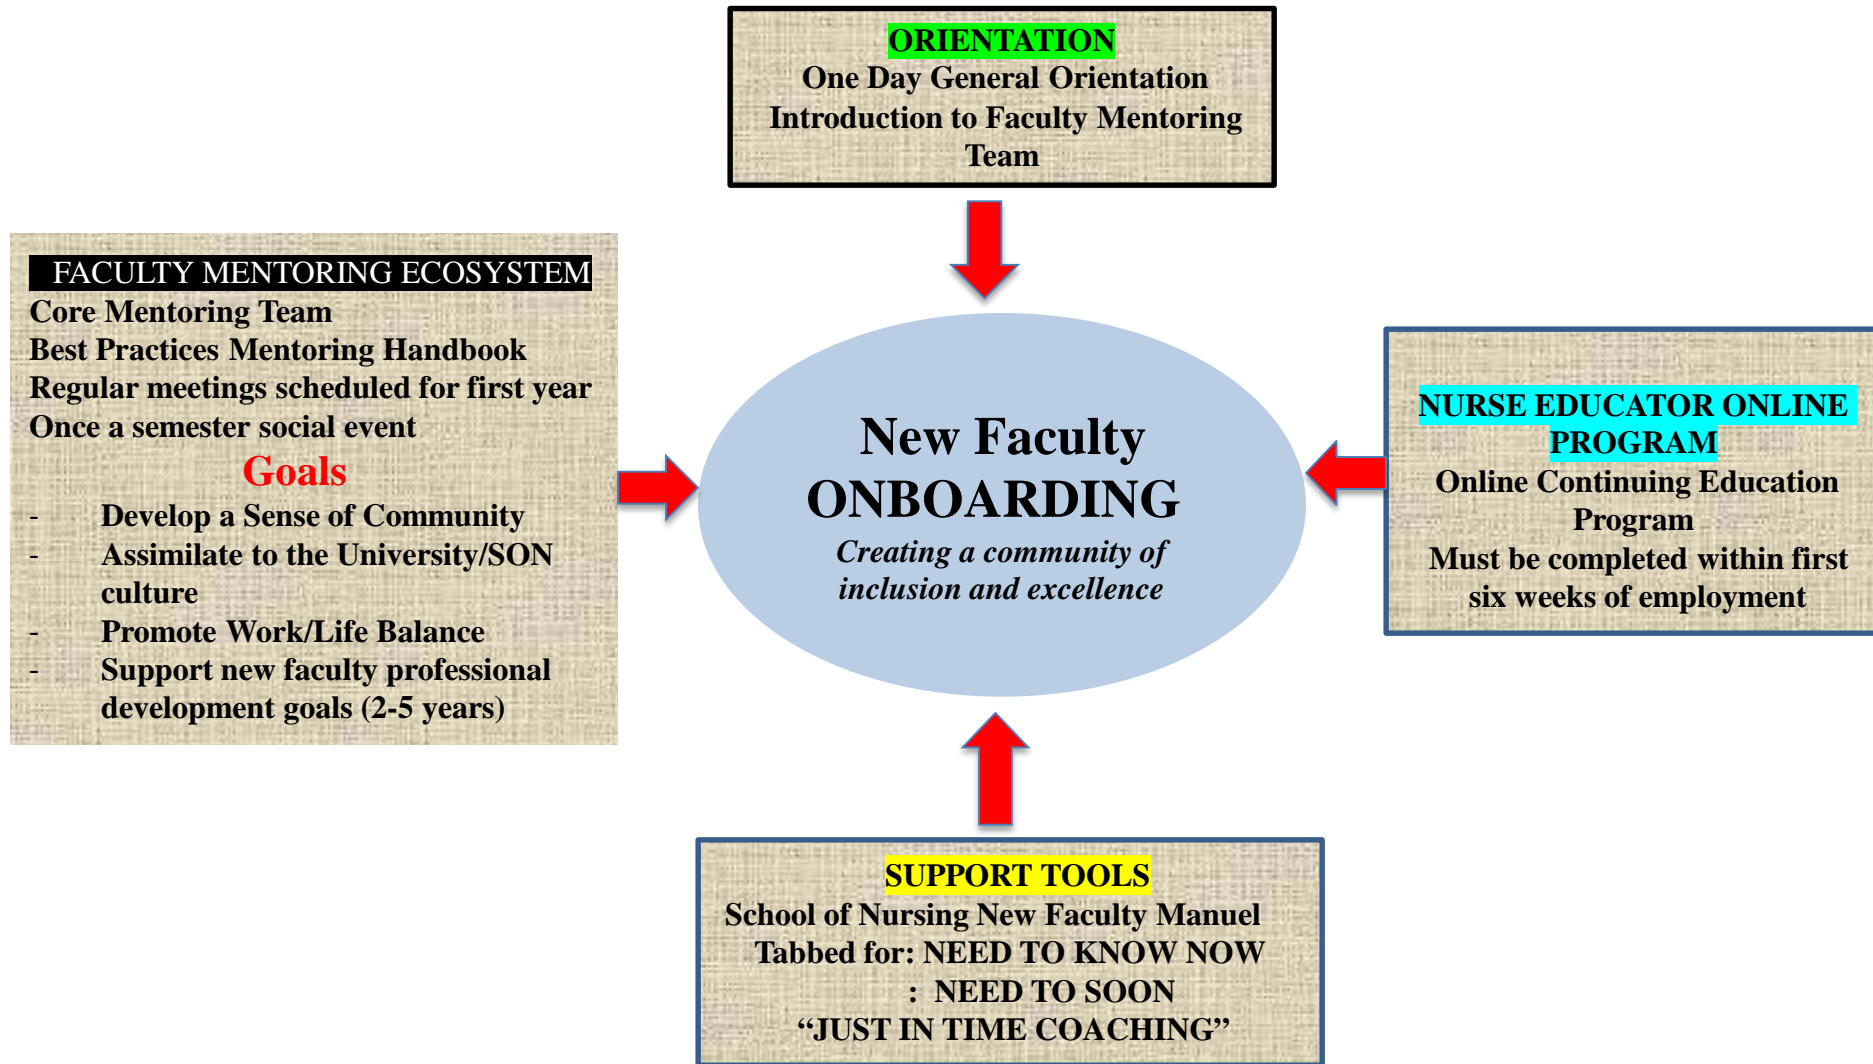 ORIENTATION
One Day General Orientation
Introduction to Faculty Mentoring
Team
FACULTY MENTORING ECOSYSTEM
Core Mentoring Team
Best Practices Mentoring Handbook
Regular meetings scheduled for first year
Once a semester social event
Goals
- Develop a Sense of Community
- Assimilate to the University/SON
culture
- Promote Work/Life Balance
- Support new faculty professional
development goals (2-5 years)
New Faculty
ONBOARDING
Creating a community of
inclusion and excellence
NURSE EDUCATOR ONLINE
PROGRAM
Online Continuing Education
Program
Must be completed within first
six weeks of employment
SUPPORT TOOLS
School of Nursing New Faculty Manuel
Tabbed for: NEED TO KNOW NOW
: NEED TO SOON
“JUST IN TIME COACHING”